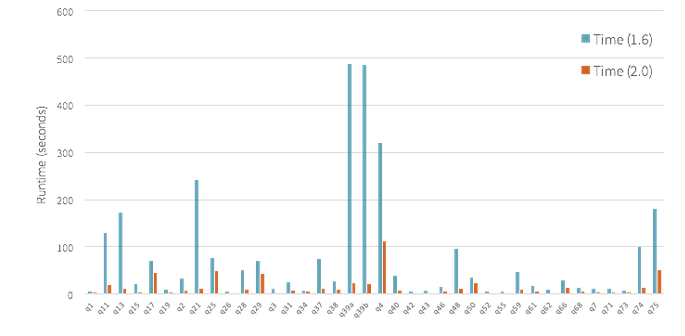 600
500
400
300
200
100
0
Runtime (seconds)
Time (1.6)
Time (2.0)
q1 q11 q13 q15 q17 q19 q2 q21 q25 q26 q28 q29 q3 q31 q34 q37 q38 q39a q39b q4 q40 q42 q43 q46 q48 q50 q52 q55 q59 q61 q62 q66 q68 q7 q71 q73 q74 q75